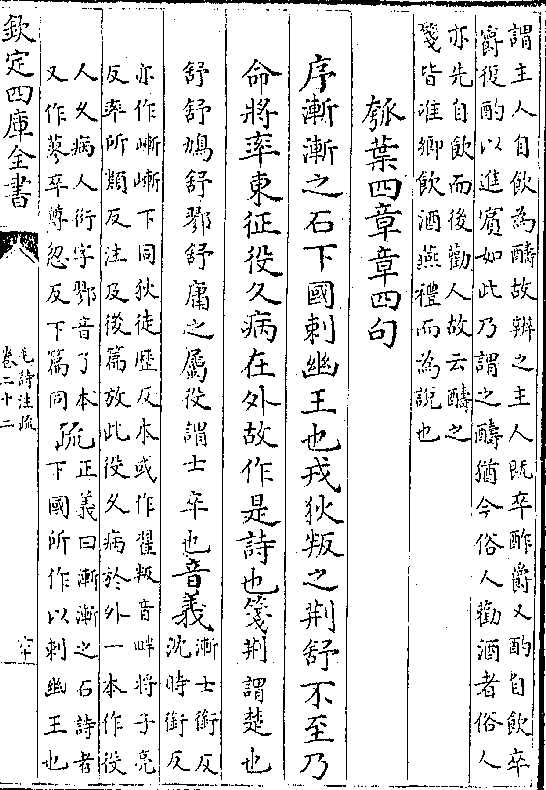 謂主人自飲為醻故辨之主人既卒酢爵又酌自飲卒
爵復酌以進賔如此乃謂之醻猶今俗人勸酒者俗人
亦先自飲而後勸人故云醻之
箋皆准鄉飲酒燕禮而為説也
瓠葉四章章四句
序漸漸之石下國刺幽王也戎狄叛之荆舒不至乃
命將率東征役久病在外故作是詩也箋荆謂楚也
舒舒鳩舒鄝舒庸之屬役謂士卒也音義漸士銜反
沈時銜反
亦作嶃嶃下同狄徒歴反本或作翟叛音畔將子亮
反率所類反注及後篇放此役久病於外一本作役
人久病人衍字鄝音了本
又作蓼卒尊忽反下篇同
疏
正義曰漸漸之石詩者
下國所作以刺幽王也
欽定四庫全書
毛詩注疏
卷二十二